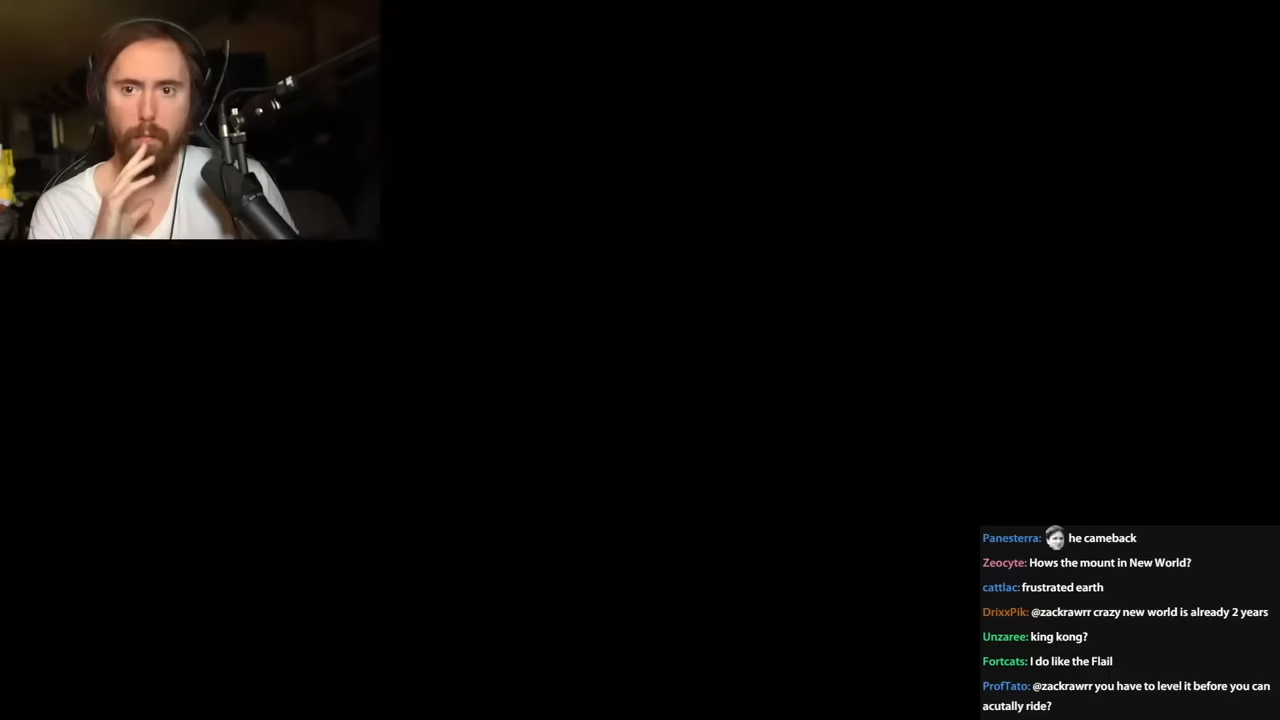 Panesterra: he cameback
Zeocyte: Hows the mount in New World?
cattlac: frustrated earth
DrixxPik: @zackrawrr crazy new world is already 2 years
Unzaree: king kong?
Fortcats: I do like the Flail
ProfTato: @zackrawrr you have to level it before you can
acutally ride?